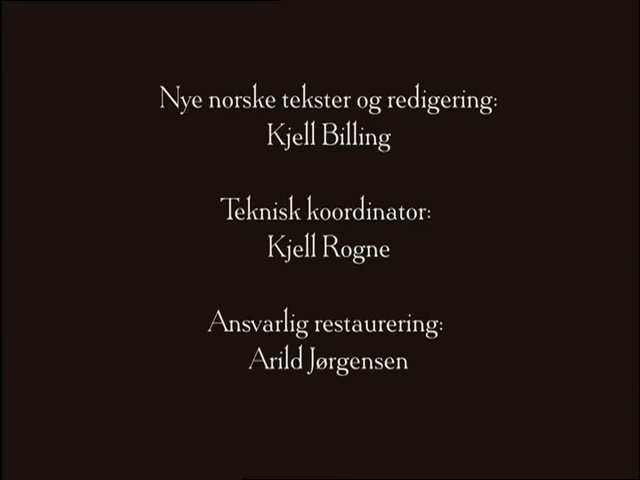 Nye norske tekster og redigering:
Kjell Billing
Teknisk koordinator:
Kjell Rogne
Ansvarlig restaurering:
Arild Jørgensen